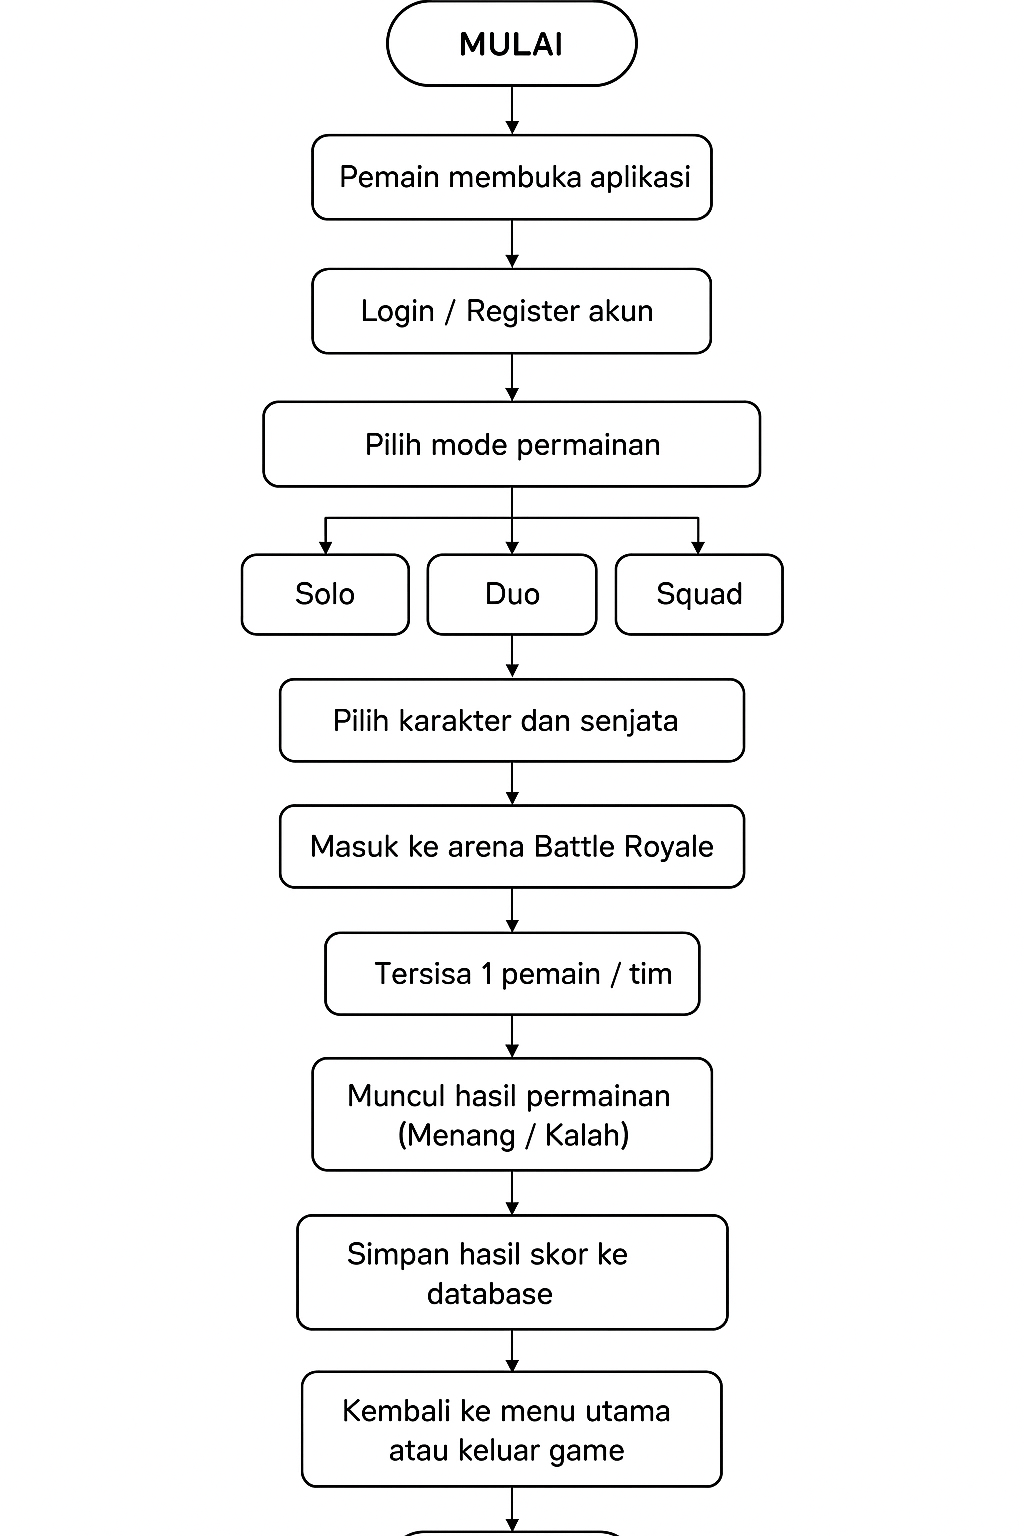 MULAI
Pemain membuka aplikasi
Login / Register akun
Pilih mode permainan
Solo
Duo
Squad
Pilih karakter dan senjata
Masuk ke arena Battle Royale
Tersisa 1 pemain / tim
Muncul hasil permainan
(Menang / Kalah)
Simpan hasil skor ke
database
Kembali ke menu utama
atau keluar game